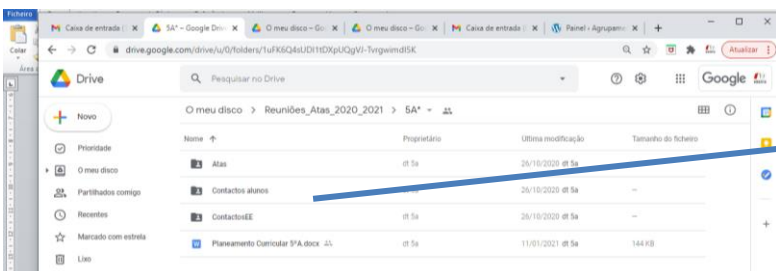 Ficheiro
Colar
Área
Caixa de entrada
5A* - Google Driv
O meu disco – Go
O meu disco – Go
Caixa de entrada
Painel ‹ Agrupame
drive.google.com/drive/u/0/folders/
Atualizar
Drive
Pesquisar no Drive
Google
Novo
O meu disco > Reuniões_Atas_2020_2021 > 5A*
Prioridade
O meu disco
Partilhados comigo
Recentes
Marcado com estrela
Lixo
Nome Proprietário Última modificação Tamanho do ficheiro
Atas dt 5a 26/10/2020 dt 5a
Contactos alunos 26/10/2020 dt 5a –
ContactosEE dt 5a 26/10/2020 dt 5a –
Planeamento Curricular 5ºA.docx dt 5a 11/01/2021 dt 5a 144 KB